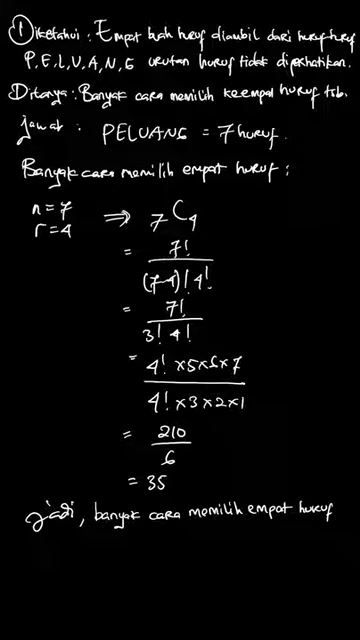 ① Diketahui : Empat buah huruf diambil dari huruf-huruf
P, E, L, U, A, N, G urutan huruf tidak diperhatikan.
Ditanya : Banyak cara memilih keempat huruf tsb.
Jawab : PELUANG = 7 huruf.
Banyak cara memilih empat huruf :
n = 7
r = 4
⇒ 7C4
= 7! / (7-4)! 4!
= 7! / 3! 4!
= 4! × 5 × 6 × 7 / 4! × 3 × 2 × 1
= 210 / 6
= 35
Jadi, banyak cara memilih empat huruf